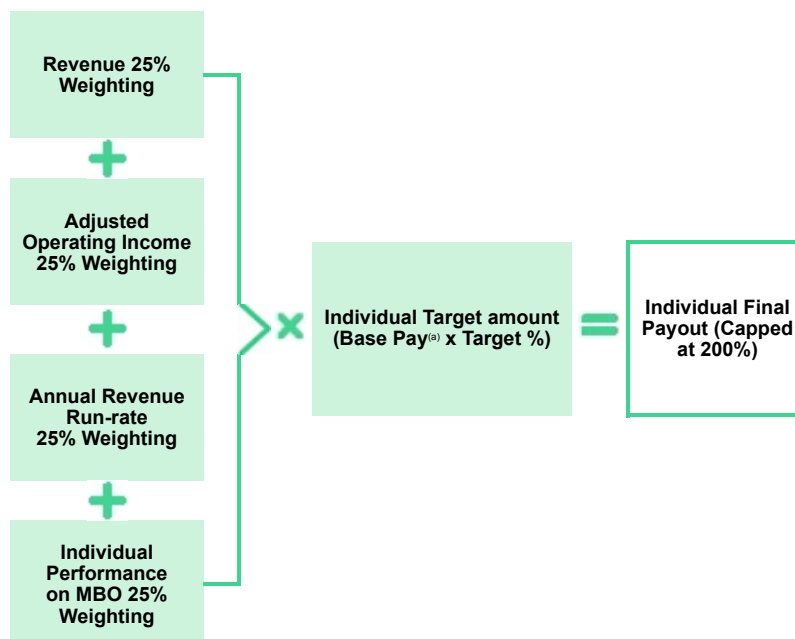 Revenue 25%
Weighting
Adjusted
Operating Income
25% Weighting
Annual Revenue
Run-rate
25% Weighting
Individual
Performance
on MBO 25%
Weighting
Individual Target amount
(Base Pay(a) x Target %)
Individual Final
Payout (Capped
at 200%)